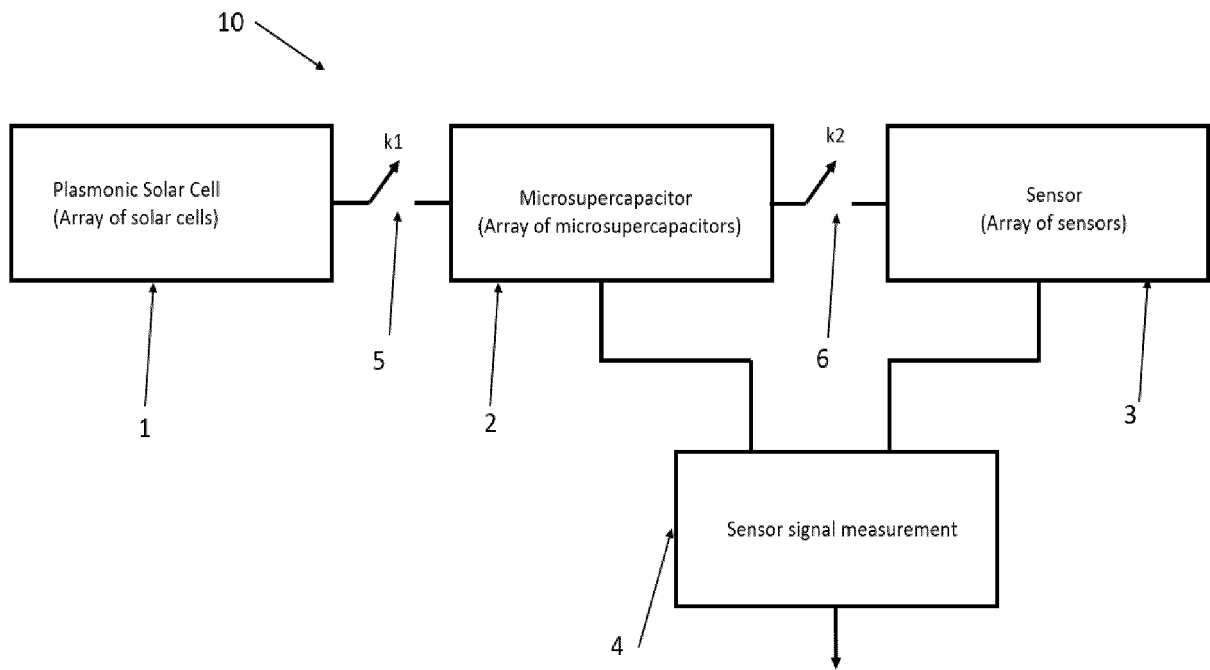 10
k1
k2
Plasmonic Solar Cell
(Array of solar cells)
Microsupercapacitor
(Array of microsupercapacitors)
Sensor
(Array of sensors)
5
6
1
2
3
Sensor signal measurement
4